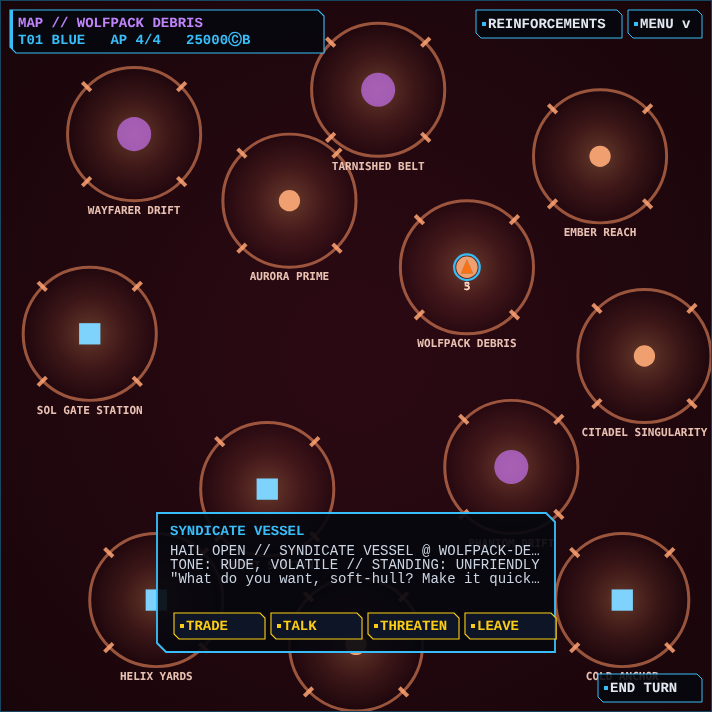 MAP // WOLFPACK DEBRIS
T01 BLUE AP 4/4 25000ⒸB
REINFORCEMENTS
MENU v
TARNISHED BELT
WAYFARER DRIFT
EMBER REACH
AURORA PRIME
3
WOLFPACK DEBRIS
SOL GATE STATION
CITADEL SINGULARITY
SYNDICATE VESSEL
HAIL OPEN // SYNDICATE VESSEL @ WOLFPACK-DE…
TONE: RUDE, VOLATILE // STANDING: UNFRIENDLY
"What do you want, soft-hull? Make it quick…
TRADE
TALK
THREATEN
LEAVE
HELIX YARDS
COLD ANCHOR
END TURN